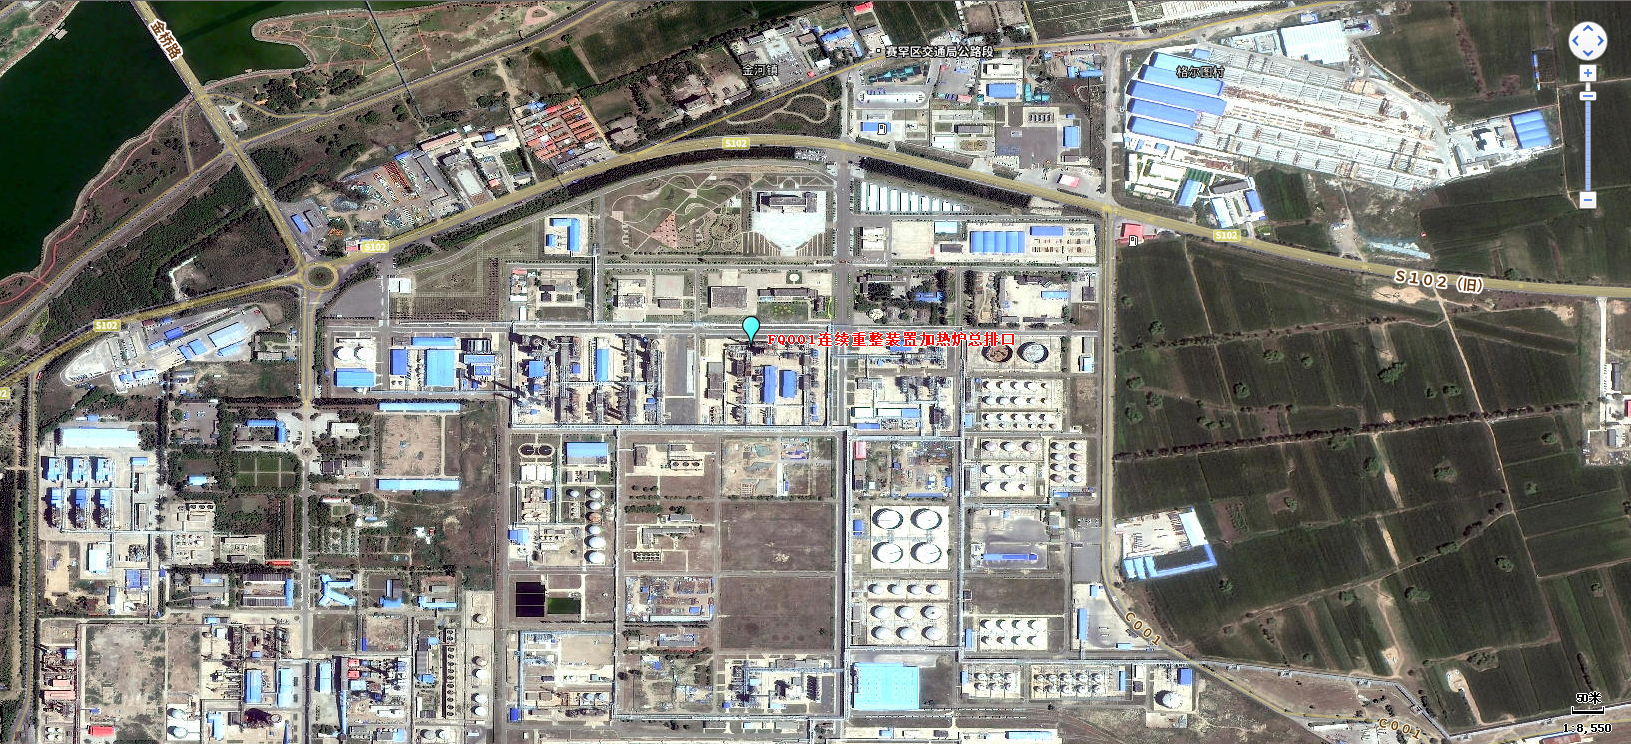 金桥路
赛罕区交通局公路段
金河镇
格尔图村
S102
S102
S102
S102
S102（旧）
FQ001连续重整装置加热炉总排口
C001
C001
50米
1:8,550